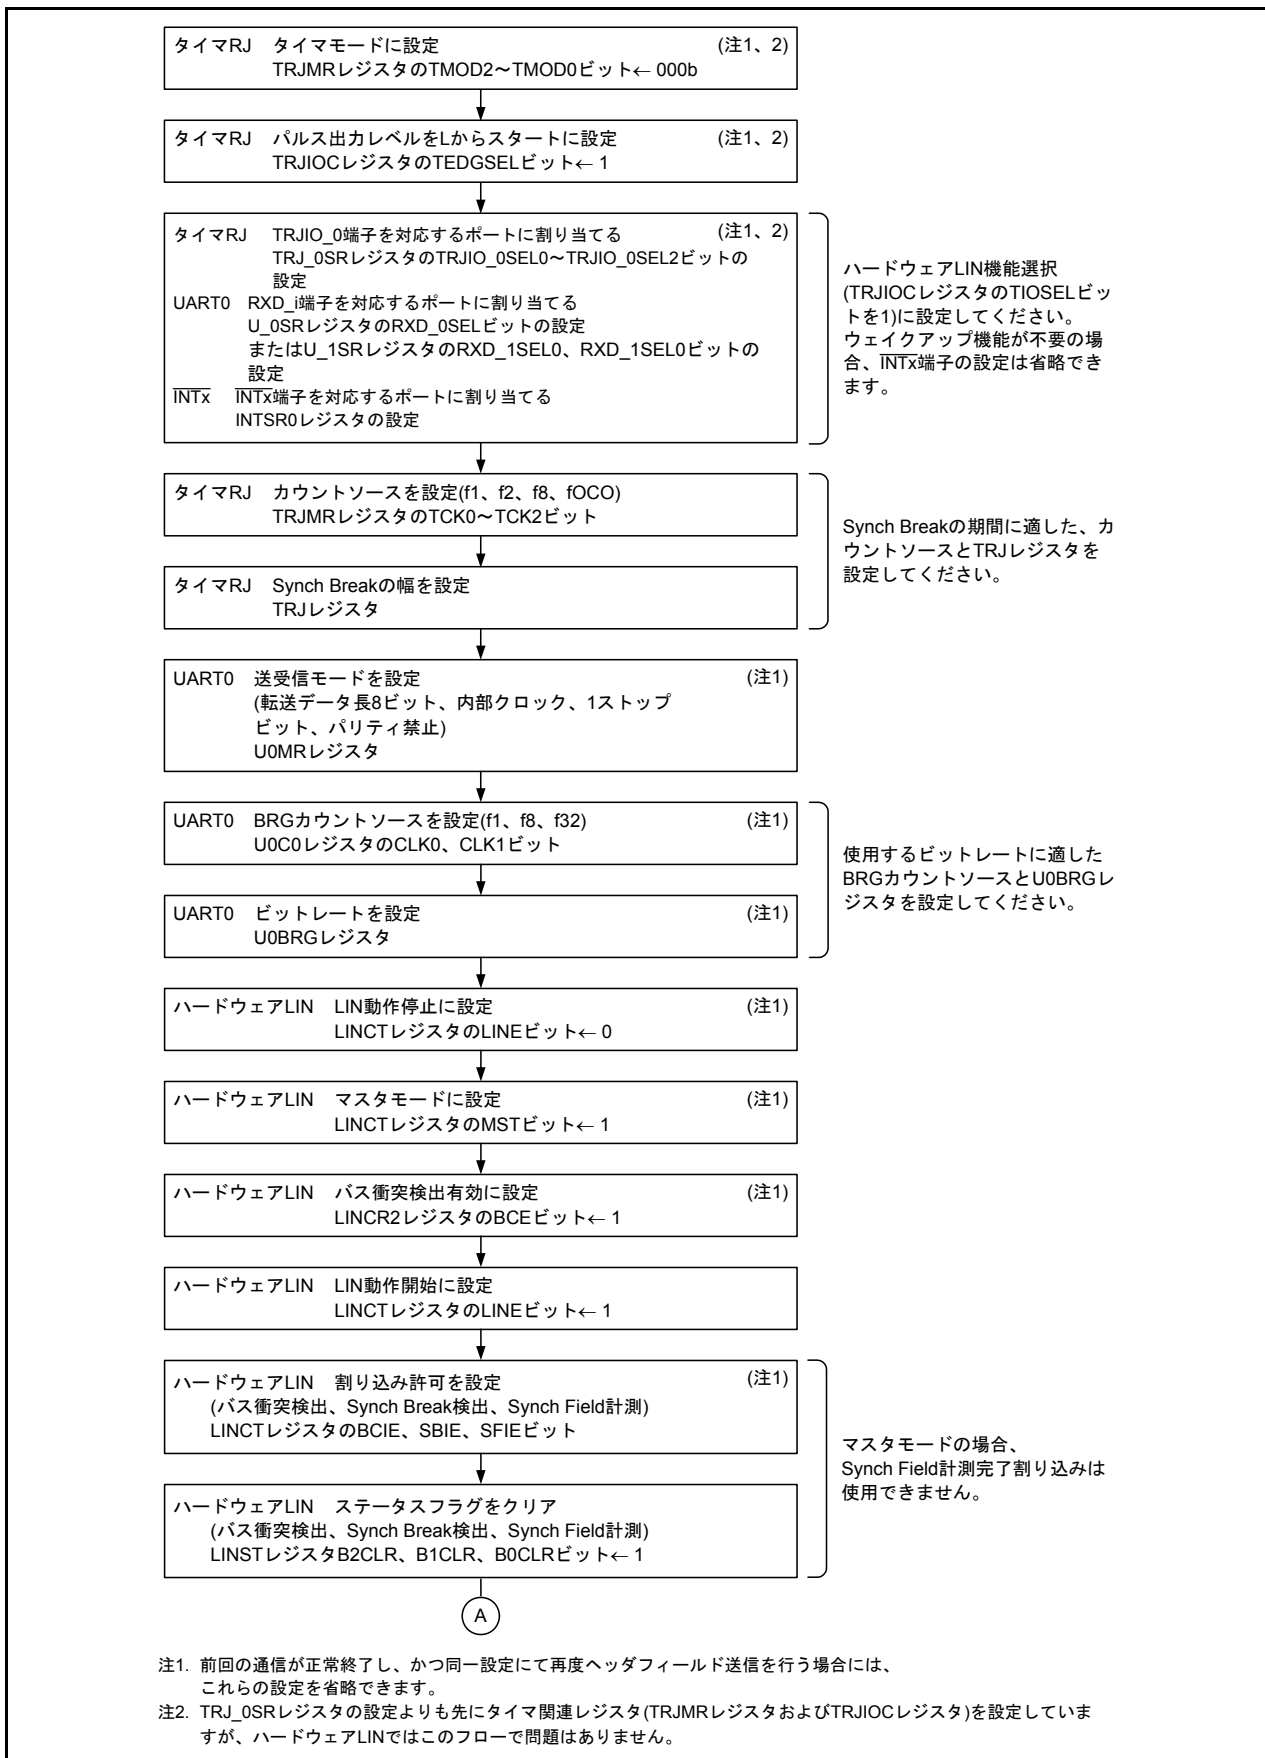 タイマRJ タイマモードに設定 (注1、2)
TRJMRレジスタのTMOD2～TMOD0ビット← 000b
タイマRJ パルス出力レベルをLからスタートに設定 (注1、2)
TRJIOCレジスタのTEDGSELビット← 1
タイマRJ TRJIO_0端子を対応するポートに割り当てる (注1、2)
TRJ_0SRレジスタのTRJIO_0SEL0～TRJIO_0SEL2ビットの
設定
UART0 RXD_i端子を対応するポートに割り当てる
U_0SRレジスタのRXD_0SELビットの設定
またはU_1SRレジスタのRXD_1SEL0、RXD_1SEL0ビットの
設定
INTx INTx端子を対応するポートに割り当てる
INTSR0レジスタの設定
ハードウェアLIN機能選択
(TRJIOCレジスタのTIOSELビッ
トを1)に設定してください。
ウェイクアップ機能が不要の場
合、INTx端子の設定は省略でき
ます。
タイマRJ カウントソースを設定(f1、f2、f8、fOCO)
TRJMRレジスタのTCK0～TCK2ビット
タイマRJ Synch Breakの幅を設定
TRJレジスタ
Synch Breakの期間に適した、カ
ウントソースとTRJレジスタを
設定してください。
UART0 送受信モードを設定 (注1)
(転送データ長8ビット、内部クロック、1ストップ
ビット、パリティ禁止)
U0MRレジスタ
UART0 BRGカウントソースを設定(f1、f8、f32) (注1)
U0C0レジスタのCLK0、CLK1ビット
UART0 ビットレートを設定 (注1)
U0BRGレジスタ
使用するビットレートに適した
BRGカウントソースとU0BRGレ
ジスタを設定してください。
ハードウェアLIN LIN動作停止に設定 (注1)
LINCTレジスタのLINEビット← 0
ハードウェアLIN マスタモードに設定 (注1)
LINCTレジスタのMSTビット← 1
ハードウェアLIN バス衝突検出有効に設定 (注1)
LINCR2レジスタのBCEビット← 1
ハードウェアLIN LIN動作開始に設定
LINCTレジスタのLINEビット← 1
ハードウェアLIN 割り込み許可を設定 (注1)
(バス衝突検出、Synch Break検出、Synch Field計測)
LINCTレジスタのBCIE、SBIE、SFIEビット
ハードウェアLIN ステータスフラグをクリア
(バス衝突検出、Synch Break検出、Synch Field計測)
LINSTレジスタB2CLR、B1CLR、B0CLRビット← 1
マスタモードの場合、
Synch Field計測完了割り込みは
使用できません。
A
注1. 前回の通信が正常終了し、かつ同一設定にて再度ヘッダフィールド送信を行う場合には、
これらの設定を省略できます。
注2. TRJ_0SRレジスタの設定よりも先にタイマ関連レジスタ(TRJMRレジスタおよびTRJIOCレジスタ)を設定していま
すが、ハードウェアLINではこのフローで問題はありません。